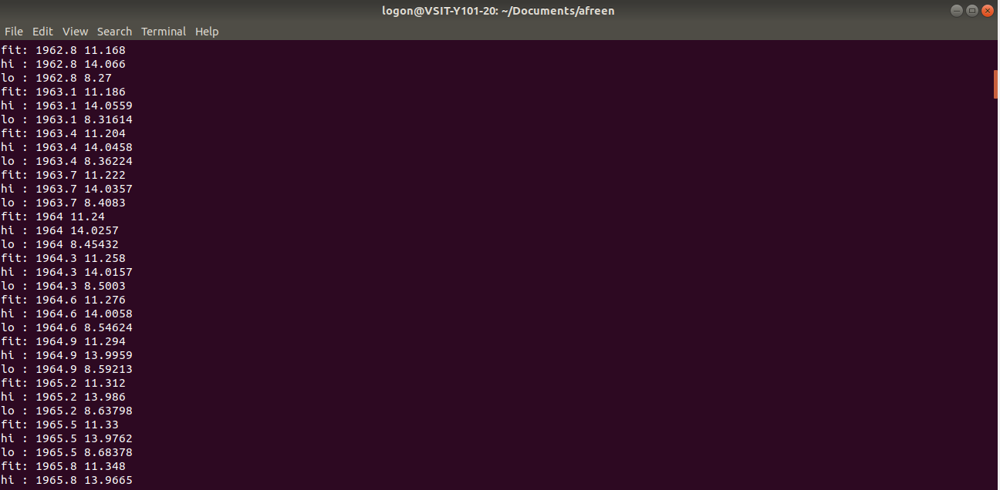 logon@VSIT-Y101-20: ~/Documents/afreen
File Edit View Search Terminal Help
fit: 1962.8 11.168
hi : 1962.8 14.066
lo : 1962.8 8.27
fit: 1963.1 11.186
hi : 1963.1 14.0559
lo : 1963.1 8.31614
fit: 1963.4 11.204
hi : 1963.4 14.0458
lo : 1963.4 8.36224
fit: 1963.7 11.222
hi : 1963.7 14.0357
lo : 1963.7 8.4083
fit: 1964 11.24
hi : 1964 14.0257
lo : 1964 8.45432
fit: 1964.3 11.258
hi : 1964.3 14.0157
lo : 1964.3 8.5003
fit: 1964.6 11.276
hi : 1964.6 14.0058
lo : 1964.6 8.54624
fit: 1964.9 11.294
hi : 1964.9 13.9959
lo : 1964.9 8.59213
fit: 1965.2 11.312
hi : 1965.2 13.986
lo : 1965.2 8.63798
fit: 1965.5 11.33
hi : 1965.5 13.9762
lo : 1965.5 8.68378
fit: 1965.8 11.348
hi : 1965.8 13.9665